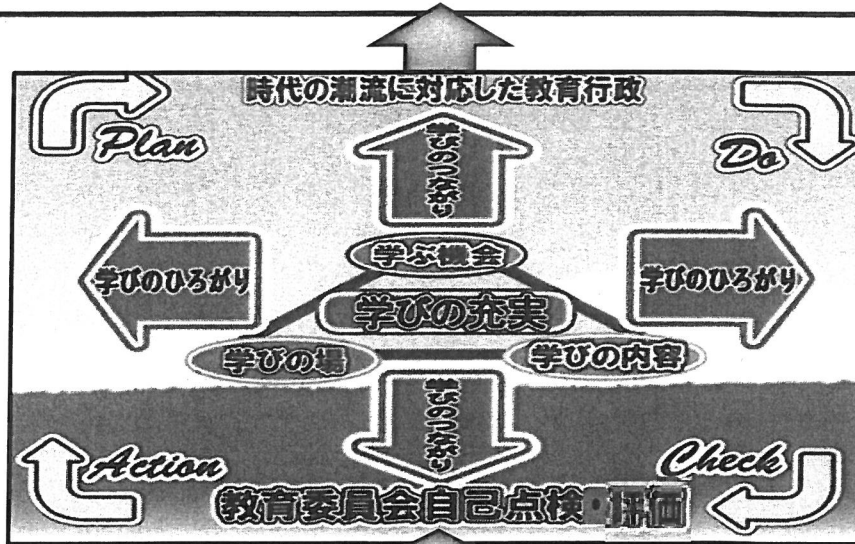 時代の潮流に対応した教育行政
Plan
Do
学びのつながり
学ぶ機会
学びのひろがり
学びのひろがり
学びの充実
学びの場
学びの内容
学びのつながり
Action
Check
教育委員会自己点検・評価